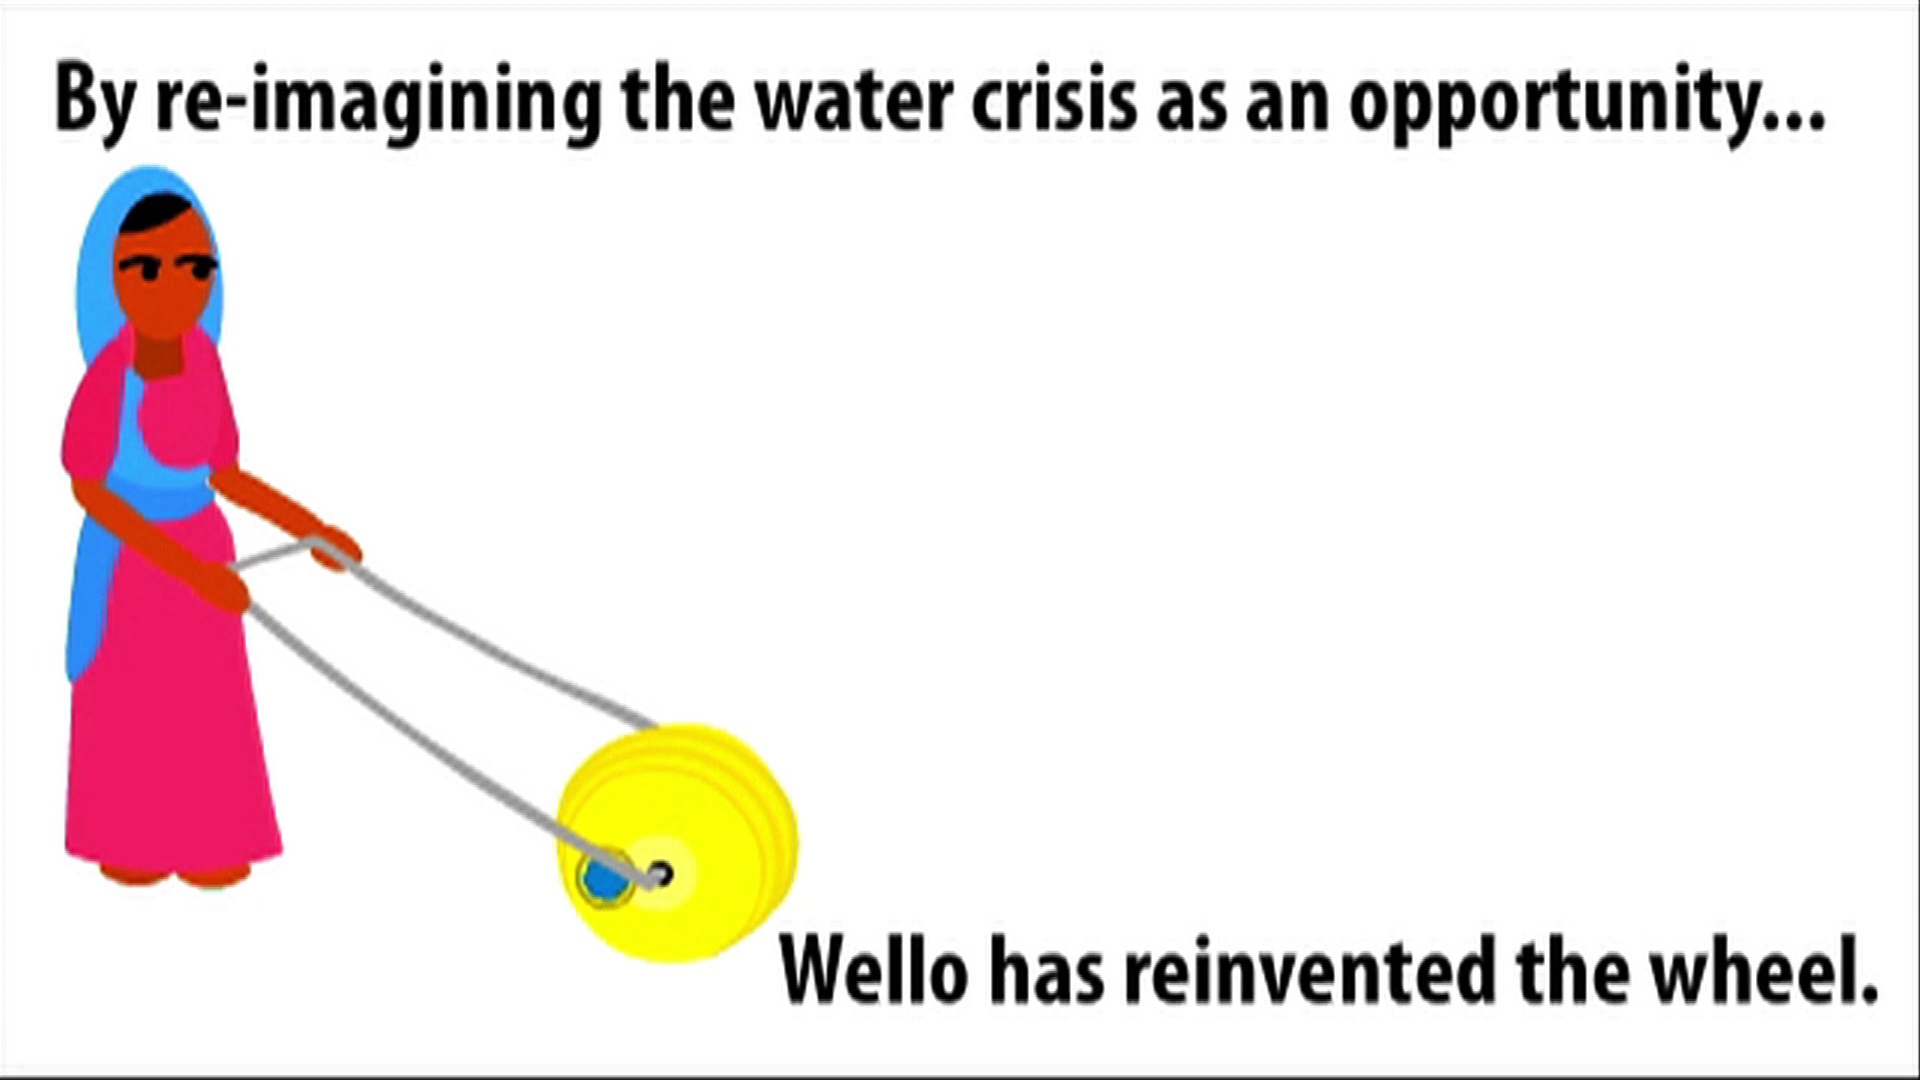 By re-imagining the water crisis as an opportunity...
Wello has reinvented the wheel.